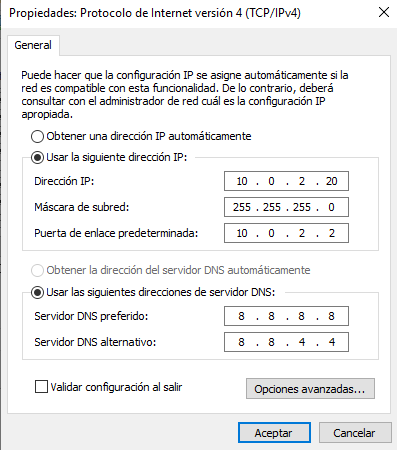 Propiedades: Protocolo de Internet versión 4 (TCP/IPv4)
General
Puede hacer que la configuración IP se asigne automáticamente si la
red es compatible con esta funcionalidad. De lo contrario, deberá
consultar con el administrador de red cuál es la configuración IP
apropiada.
Obtener una dirección IP automáticamente
Usar la siguiente dirección IP:
Dirección IP: 10 . 0 . 2 . 20
Máscara de subred: 255 . 255 . 255 . 0
Puerta de enlace predeterminada: 10 . 0 . 2 . 2
Obtener la dirección del servidor DNS automáticamente
Usar las siguientes direcciones de servidor DNS:
Servidor DNS preferido: 8 . 8 . 8 . 8
Servidor DNS alternativo: 8 . 8 . 4 . 4
Validar configuración al salir
Opciones avanzadas...
Aceptar
Cancelar